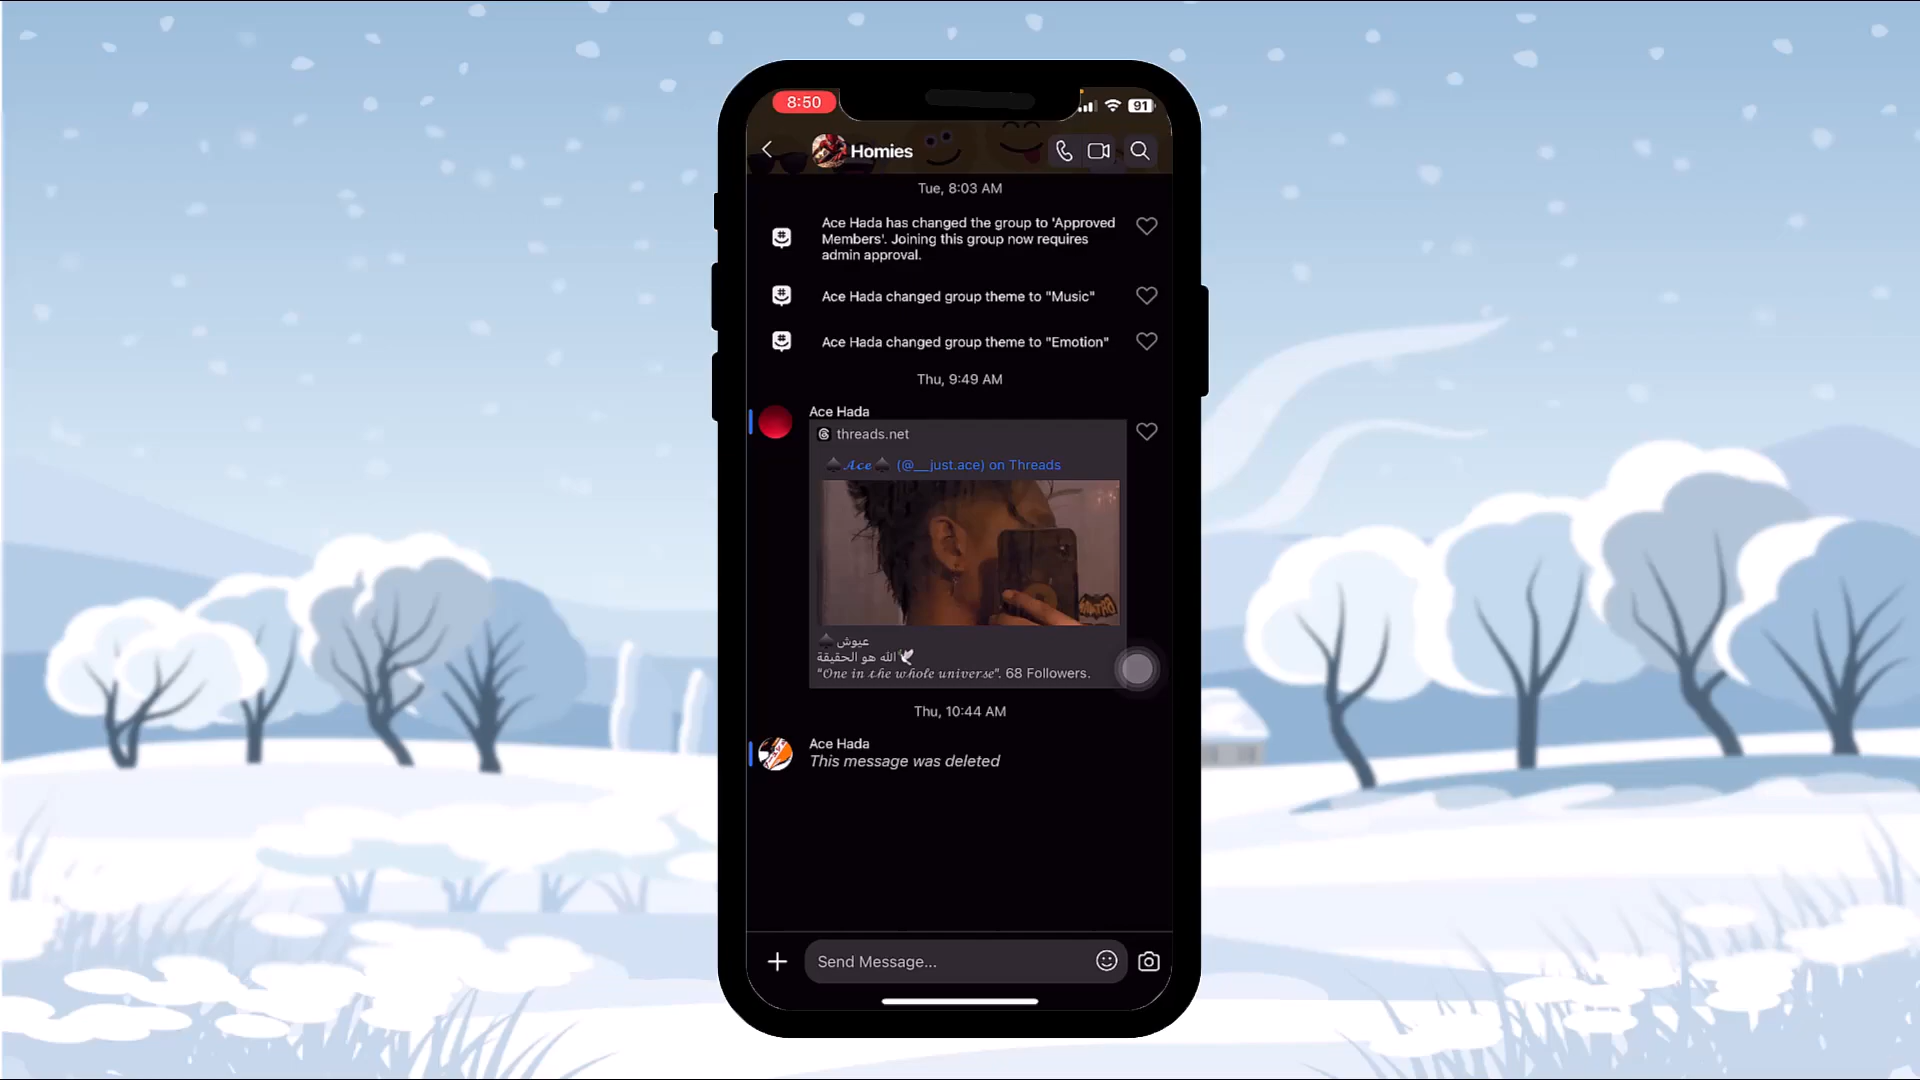 8:50
91
Homies
Tue, 8:03 AM
Ace Hada has changed the group to 'Approved
Members'. Joining this group now requires
admin approval.
Ace Hada changed group theme to "Music"
Ace Hada changed group theme to "Emotion"
Thu, 9:49 AM
Ace Hada
threads.net
♠️𝓐𝓬𝓮♠️ (@__just.ace) on Threads
♠️عيوش
الله هو الحقيقة🕊️
"𝓞𝓷𝓮 𝓲𝓷 𝓽𝓱𝓮 𝔀𝓱𝓸𝓵𝓮 𝓾𝓷𝓲𝓿𝓮𝓻𝓼𝓮". 68 Followers.
Thu, 10:44 AM
Ace Hada
This message was deleted
Send Message...